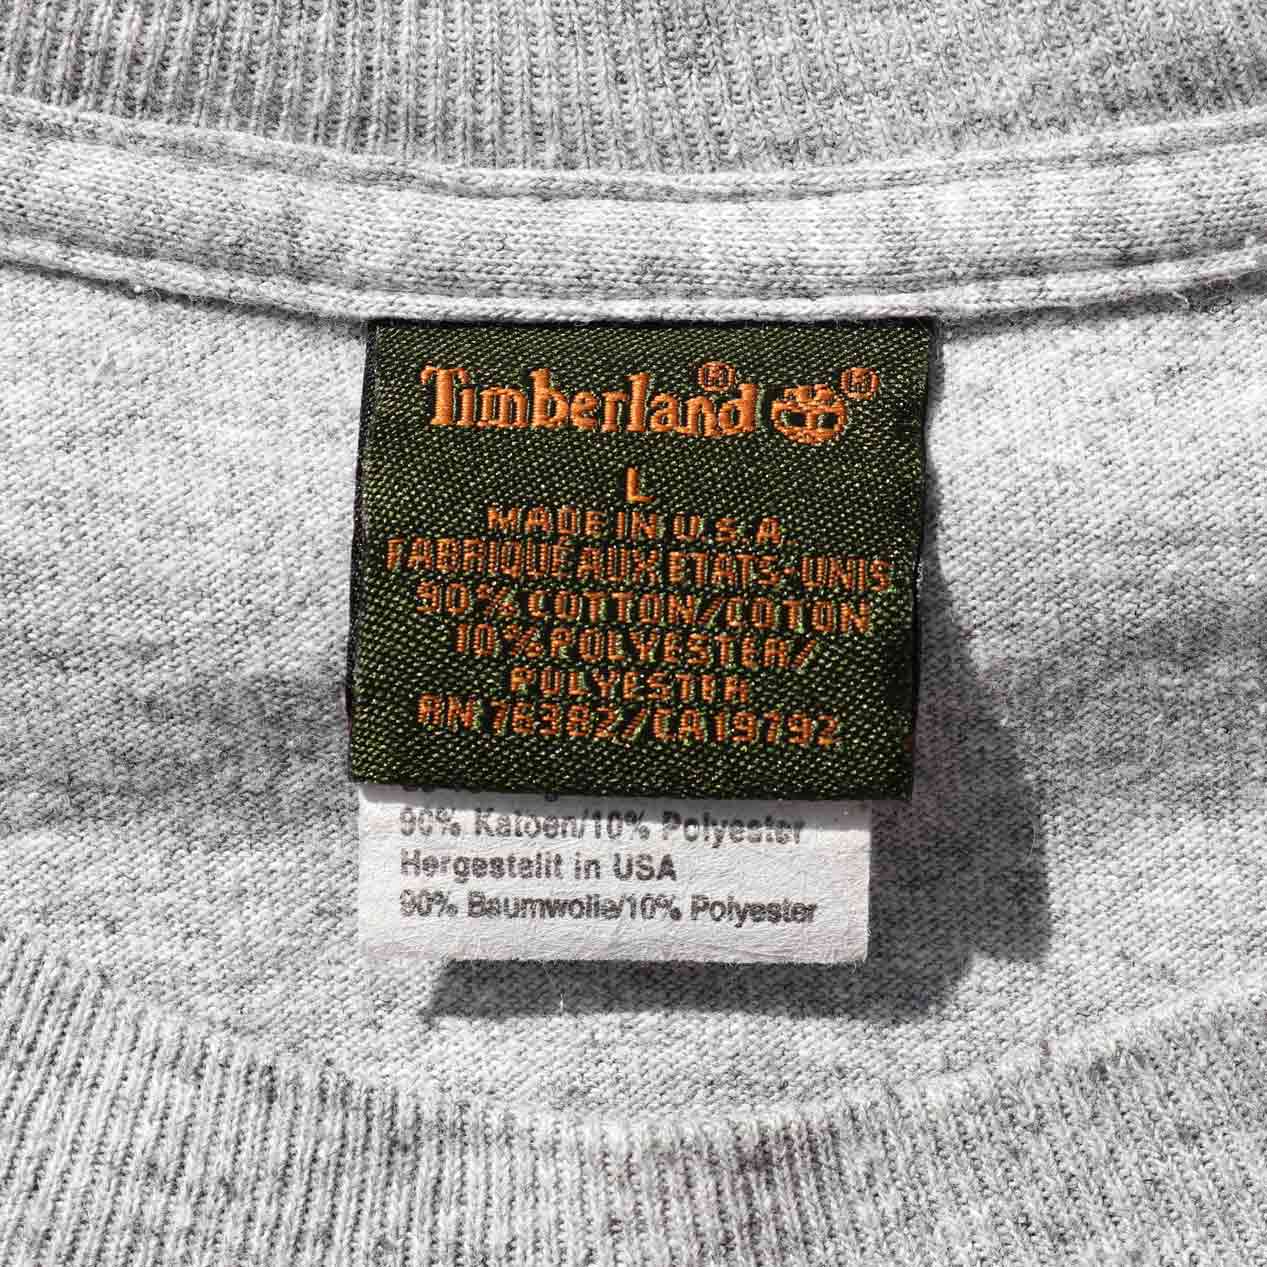 Timberland® ®
L
MADE IN U.S.A.
FABRIQUÉ AUX ETATS-UNIS
90% COTTON/COTON
10% POLYESTER/
POLYESTER
RN 76382/CA19792
90% Katoen/10% Polyester
Hergestellt in USA
90% Baumwolle/10% Polyester